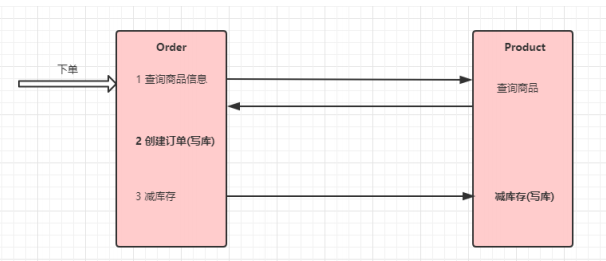 下单
Order
1 查询商品信息
2 创建订单(写库)
3 减库存
Product
查询商品
减库存(写库)